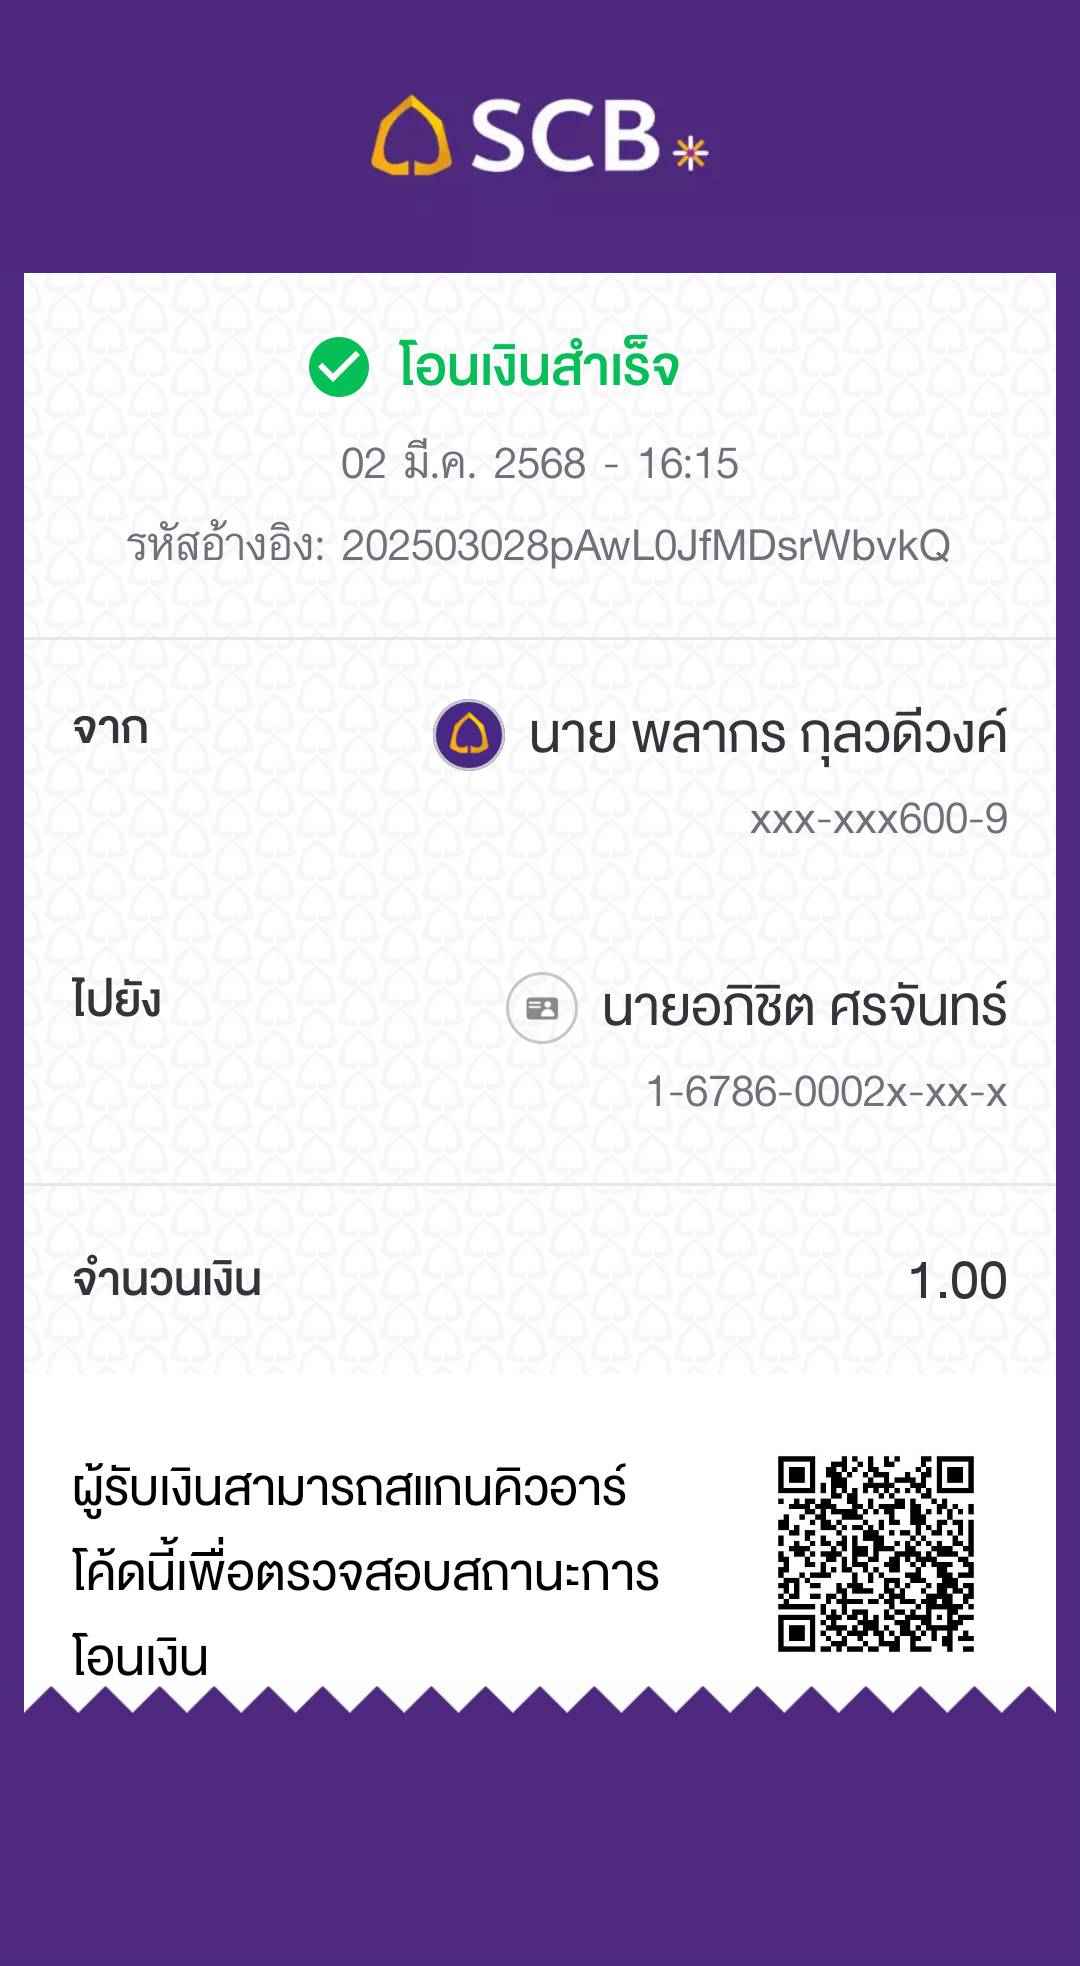 SCB
โอนเงินสำเร็จ
02 มี.ค. 2568 - 16:15
รหัสอ้างอิง: 202503028pAwL0JfMDsrWbvkQ
จาก
นาย พลากร กุลวดีวงค์
xxx-xxx600-9
ไปยัง
นายอภิชิต ศรจันทร์
1-6786-0002x-xx-x
จำนวนเงิน 1.00
ผู้รับเงินสามารถสแกนคิวอาร์
โค้ดนี้เพื่อตรวจสอบสถานะการ
โอนเงิน